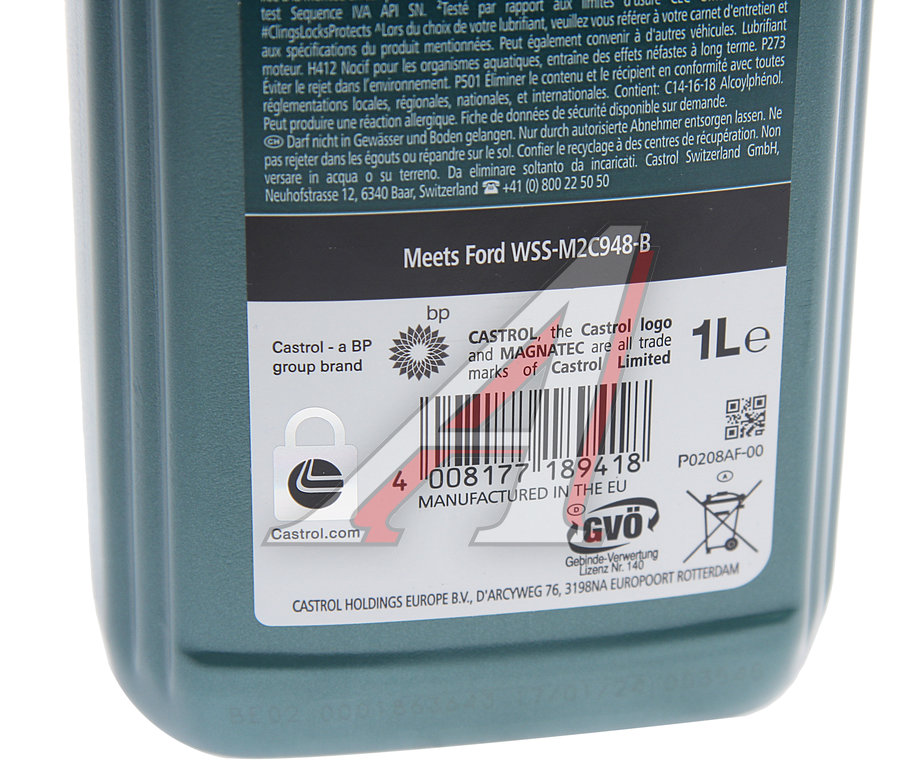 test Sequence IVA API SN. ²Testé par rapport aux limites d'usure
#ClingsLocksProtects ^Lors du choix de votre lubrifiant, veuillez vous référer à votre carnet d'entretien et
aux spécifications du produit mentionnées. Peut également convenir à d'autres véhicules. Lubrifiant
moteur. H412 Nocif pour les organismes aquatiques, entraîne des effets néfastes à long terme. P273
Éviter le rejet dans l'environnement. P501 Éliminer le contenu et le récipient en conformité avec toutes
réglementations locales, régionales, nationales, et internationales. Contient: C14-16-18 Alcoylphénol.
Peut produire une réaction allergique. Fiche de données de sécurité disponible sur demande.
CH Darf nicht in Gewässer und Boden gelangen. Nur durch autorisierte Abnehmer entsorgen lassen. Ne
pas rejeter dans les égouts ou répandre sur le sol. Confier le recyclage à des centres de récupération. Non
versare in acqua o su terreno. Da eliminare soltanto da incaricati. Castrol Switzerland GmbH,
Neuhofstrasse 12, 6340 Baar, Switzerland ☎ +41 (0) 800 22 50 50
Meets Ford WSS-M2C948-B
Castrol - a BP
group brand
bp
CASTROL, the Castrol logo
and MAGNATEC are all trade
marks of Castrol Limited
1L e
4 008177 189418
MANUFACTURED IN THE EU
P0208AF-00
A
Castrol.com
D
GVÖ
Gebinde-Verwertung
Lizenz Nr. 140
CASTROL HOLDINGS EUROPE B.V., D'ARCYWEG 76, 3198NA EUROPOORT ROTTERDAM